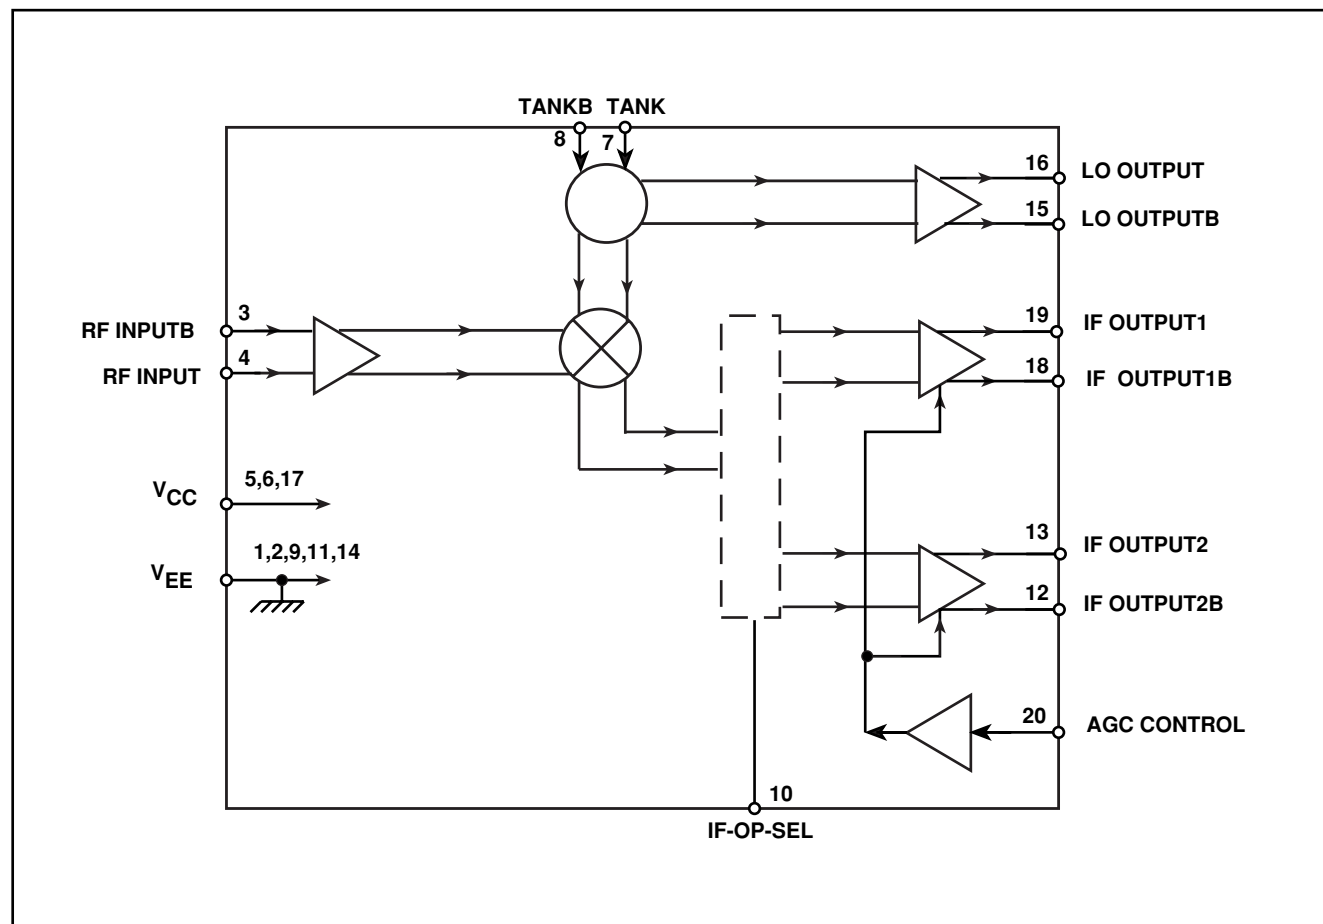 TANKB TANK
8 7
16 LO OUTPUT
15 LO OUTPUTB
RF INPUTB 3
RF INPUT 4
19 IF OUTPUT1
18 IF OUTPUT1B
VCC 5,6,17
VEE 1,2,9,11,14
13 IF OUTPUT2
12 IF OUTPUT2B
20 AGC CONTROL
10
IF-OP-SEL